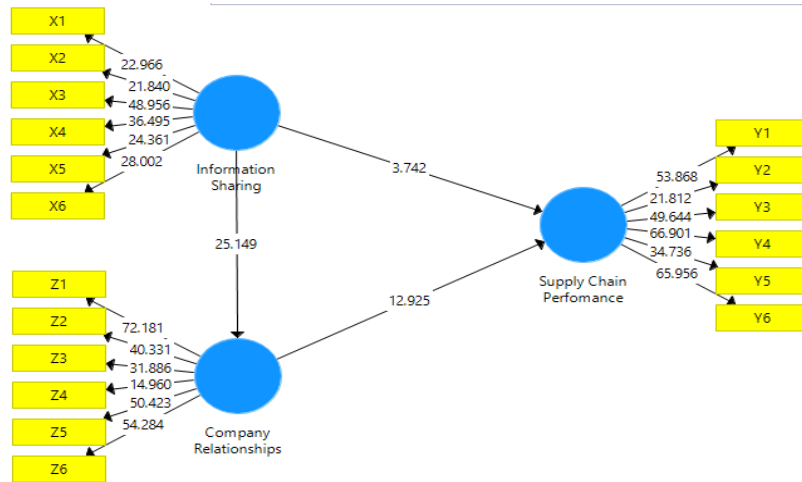 X1
X2
X3
X4
X5
X6
22.966
21.840
48.956
36.495
24.361
28.002
Information
Sharing
3.742
25.149
12.925
Z1
Z2
Z3
Z4
Z5
Z6
72.181
40.331
31.886
14.960
50.423
54.284
Company
Relationships
Supply Chain
Perfomance
53.868
21.812
49.644
66.901
34.736
65.956
Y1
Y2
Y3
Y4
Y5
Y6